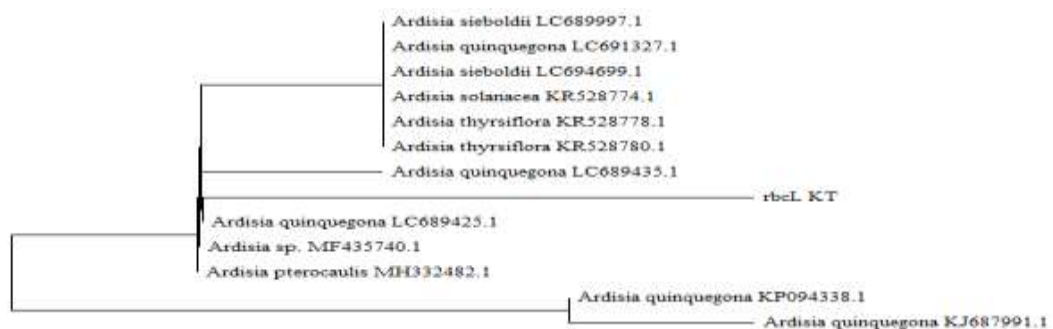 Ardisia sieboldii LC689997.1
Ardisia quinquegona LC691327.1
Ardisia sieboldii LC694699.1
Ardisia solanacea KR528774.1
Ardisia thyrsiflora KR528778.1
Ardisia thyrsiflora KR528780.1
Ardisia quinquegona LC689435.1
rbcL KT
Ardisia quinquegona LC689425.1
Ardisia sp. MF435740.1
Ardisia pterocaulis MH332482.1
Ardisia quinquegona KP094338.1
Ardisia quinquegona KJ687991.1